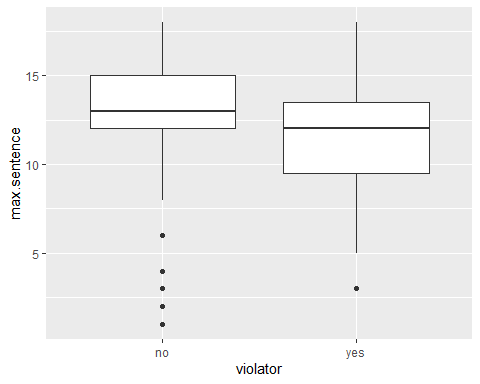 15
10
5
max.sentence
no yes
violator